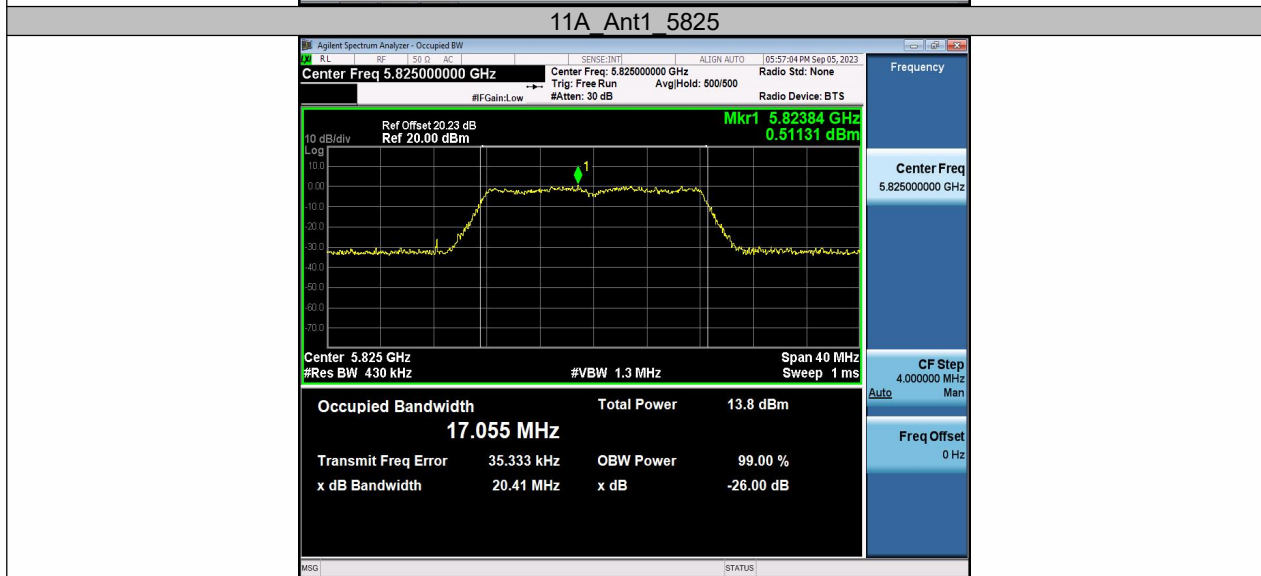 11A_Ant1_5825
Agilent Spectrum Analyzer - Occupied BW
RL RF 50 Ω AC SENSE:INT ALIGN AUTO 05:57:04 PM Sep 05, 2023
Center Freq 5.825000000 GHz
Center Freq: 5.825000000 GHz Radio Std: None
Trig: Free Run Avg|Hold: 500/500
#IFGain:Low #Atten: 30 dB Radio Device: BTS
Frequency
Mkr1 5.82384 GHz
0.51131 dBm
Ref Offset 20.23 dB
10 dB/div Ref 20.00 dBm
Log
10.0
1
0.00
-10.0
-20.0
-30.0
-40.0
-50.0
-60.0
-70.0
Center 5.825 GHz Span 40 MHz
#Res BW 430 kHz #VBW 1.3 MHz Sweep 1 ms
Occupied Bandwidth Total Power 13.8 dBm
17.055 MHz
Transmit Freq Error 35.333 kHz OBW Power 99.00 %
x dB Bandwidth 20.41 MHz x dB -26.00 dB
Center Freq
5.825000000 GHz
CF Step
4.000000 MHz
Auto Man
Freq Offset
0 Hz
MSG STATUS